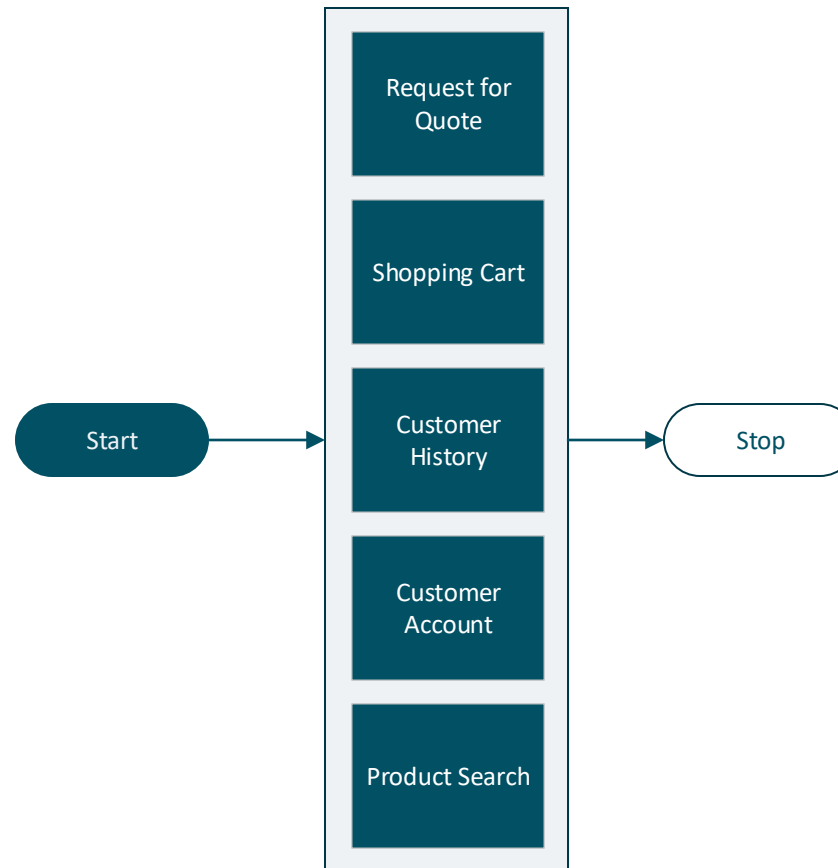 Request for
Quote
Shopping Cart
Start
Customer
History
Stop
Customer
Account
Product Search